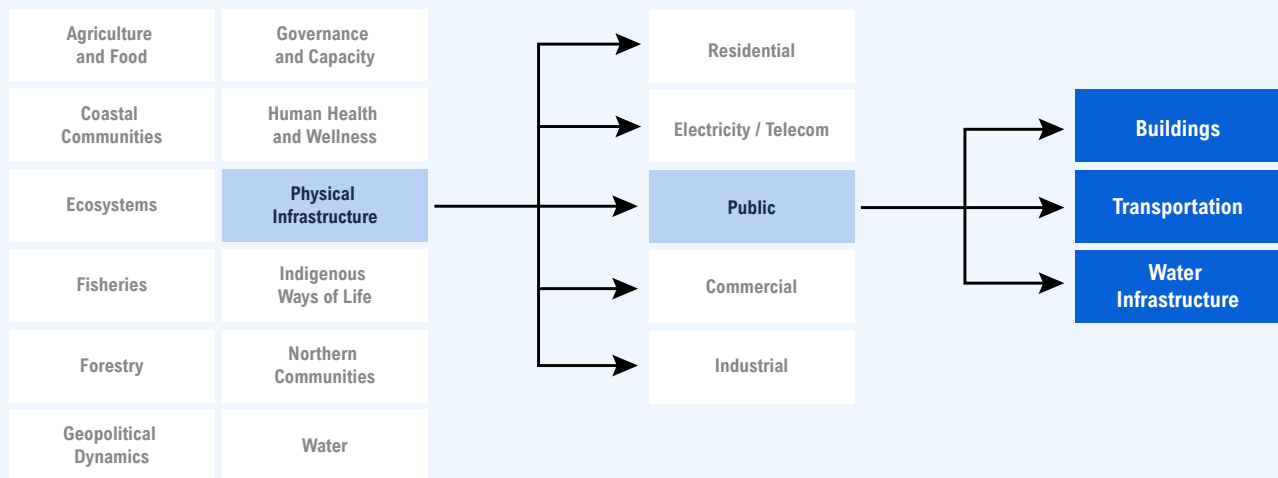 Agriculture
and Food
Governance
and Capacity
Coastal
Communities
Human Health
and Wellness
Ecosystems
Physical
Infrastructure
Fisheries
Indigenous
Ways of Life
Forestry
Northern
Communities
Geopolitical
Dynamics
Water
Residential
Electricity / Telecom
Public
Commercial
Industrial
Buildings
Transportation
Water
Infrastructure